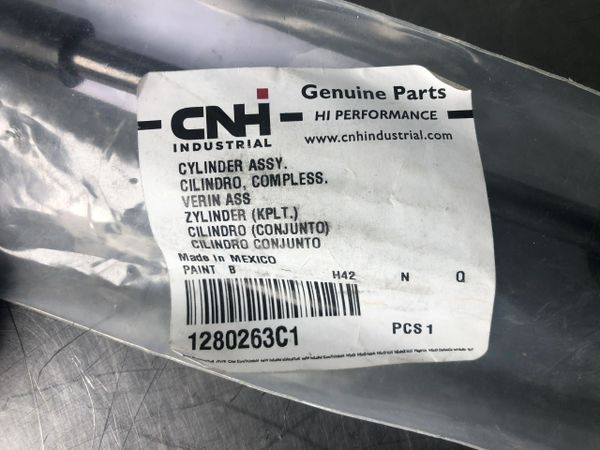 CNH
INDUSTRIAL
Genuine Parts
HI PERFORMANCE
www.cnhindustrial.com
CYLINDER ASSY.
CILINDRO, COMPLESS.
VERIN ASS
ZYLINDER (KPLT.)
CILINDRO (CONJUNTO)
CILINDRO CONJUNTO
Made In MEXICO
PAINT B H42 N Q
1280263C1 PCS 1